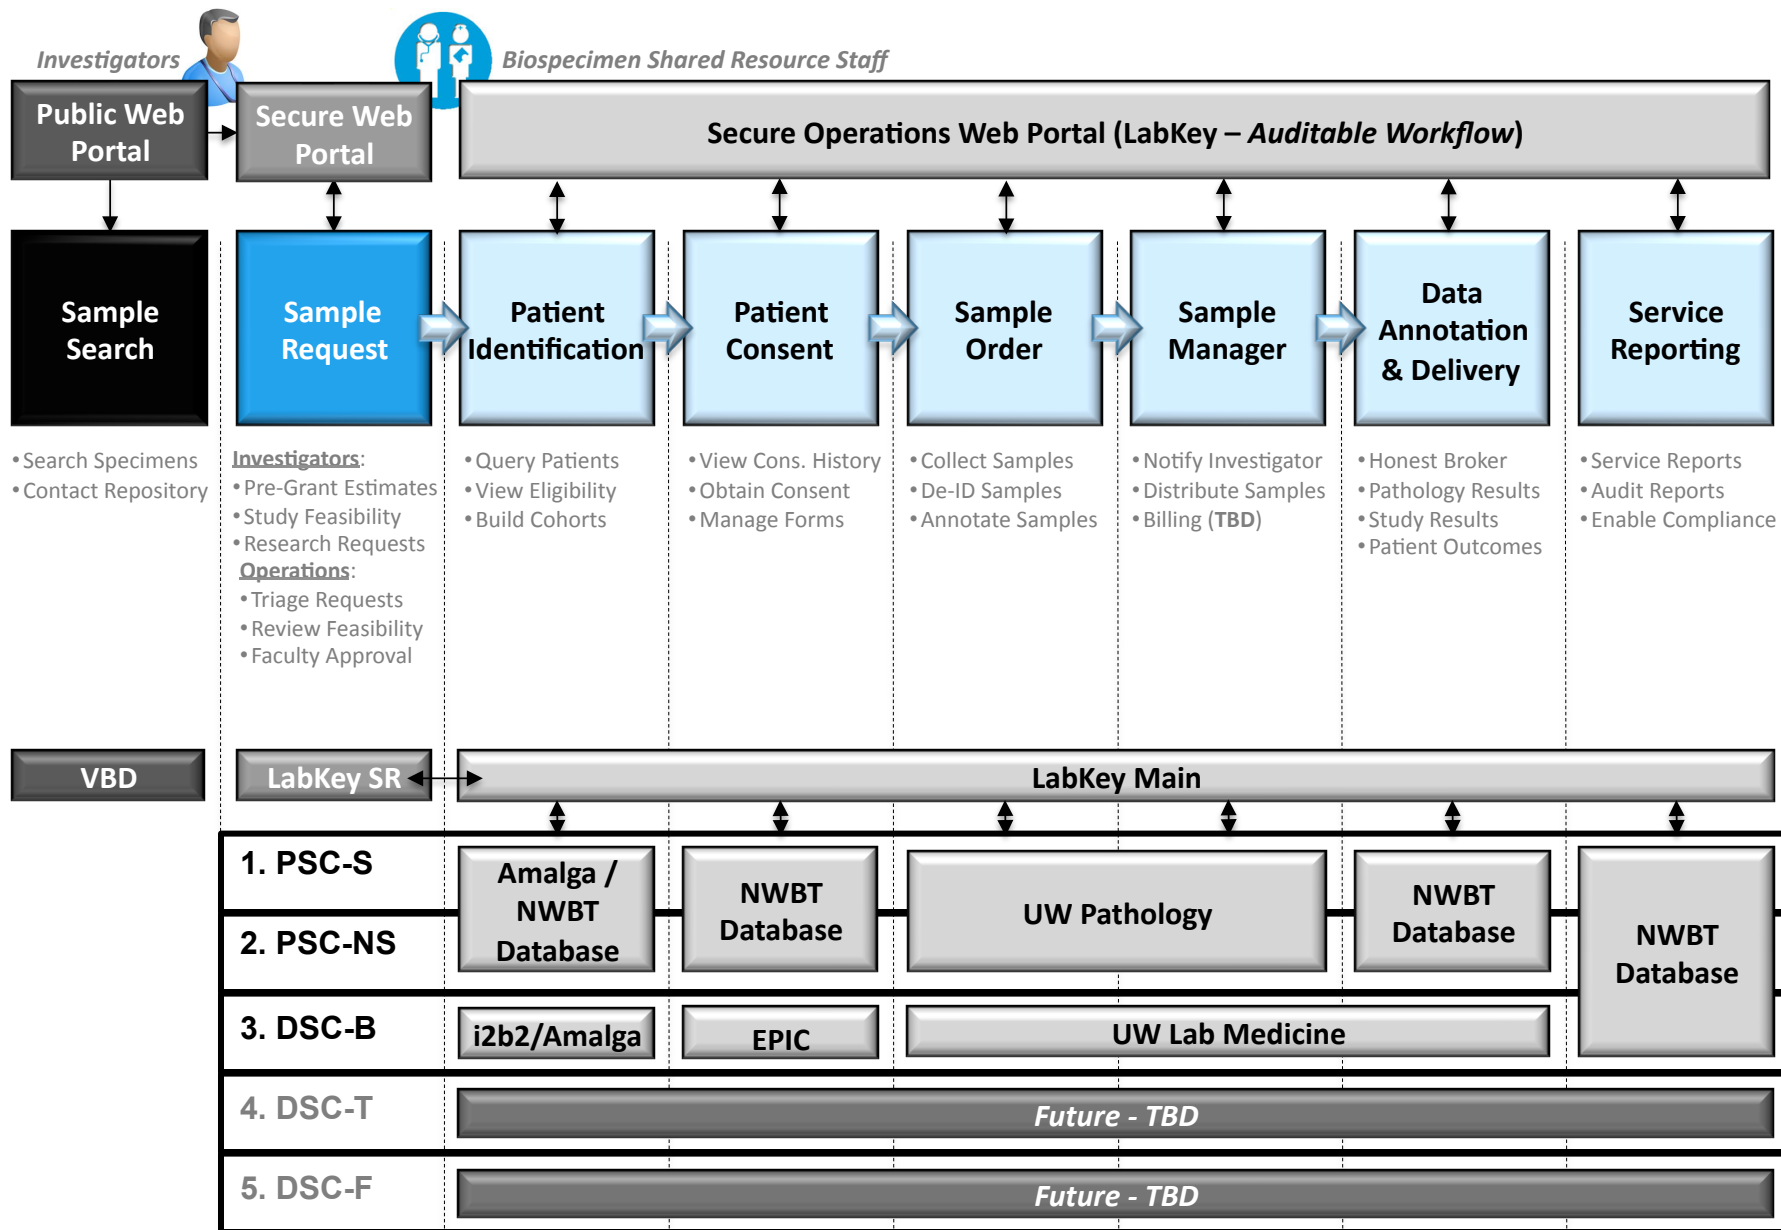 Investigators
Biospecimen Shared Resource Staff
Public Web
Portal
Secure Web
Portal
Secure Operations Web Portal (LabKey – Auditable Workflow)
Sample
Search
Sample
Request
Patient
Identification
Patient
Consent
Sample
Order
Sample
Manager
Data
Annotation
& Delivery
Service
Reporting
•Search Specimens
•Contact Repository
Investigators:
•Pre-Grant Estimates
•Study Feasibility
•Research Requests
Operations:
•Triage Requests
•Review Feasibility
•Faculty Approval
•Query Patients
•View Eligibility
•Build Cohorts
•View Cons. History
•Obtain Consent
•Manage Forms
•Collect Samples
•De-ID Samples
•Annotate Samples
•Notify Investigator
•Distribute Samples
•Billing (TBD)
•Honest Broker
•Pathology Results
•Study Results
•Patient Outcomes
•Service Reports
•Audit Reports
•Enable Compliance
VBD
LabKey SR
LabKey Main
1. PSC-S
2. PSC-NS
Amalga /
NWBT
Database
NWBT
Database
UW Pathology
NWBT
Database
NWBT
Database
3. DSC-B
i2b2/Amalga
EPIC
UW Lab Medicine
4. DSC-T
Future - TBD
5. DSC-F
Future - TBD